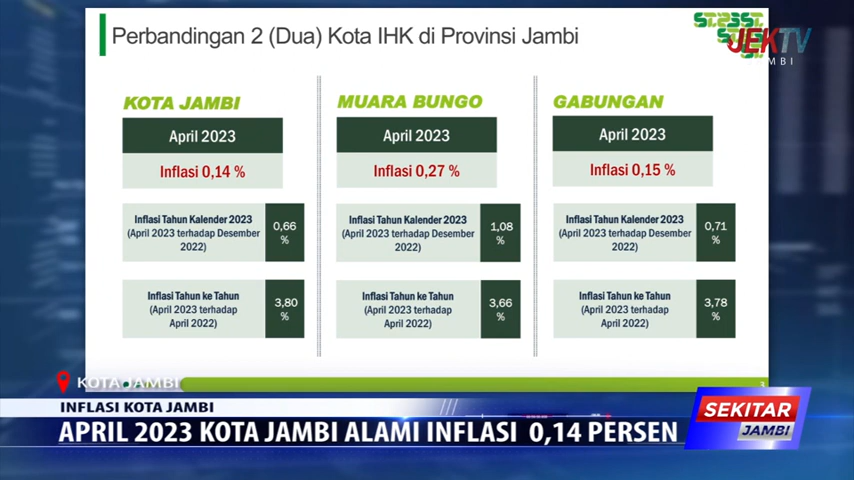 Perbandingan 2 (Dua) Kota IHK di Provinsi Jambi
JEKTV
JAMBI
KOTA JAMBI
April 2023
Inflasi 0,14 %
Inflasi Tahun Kalender 2023
(April 2023 terhadap Desember
2022)
0,66
%
Inflasi Tahun ke Tahun
(April 2023 terhadap
April 2022)
3,80
%
MUARA BUNGO
April 2023
Inflasi 0,27 %
Inflasi Tahun Kalender 2023
(April 2023 terhadap Desember
2022)
1,08
%
Inflasi Tahun ke Tahun
(April 2023 terhadap
April 2022)
3,66
%
GABUNGAN
April 2023
Inflasi 0,15 %
Inflasi Tahun Kalender 2023
(April 2023 terhadap Desember
2022)
0,71
%
Inflasi Tahun ke Tahun
(April 2023 terhadap
April 2022)
3,78
%
3
KOTA JAMBI
INFLASI KOTA JAMBI
APRIL 2023 KOTA JAMBI ALAMI INFLASI 0,14 PERSEN
SEKITAR
JAMBI